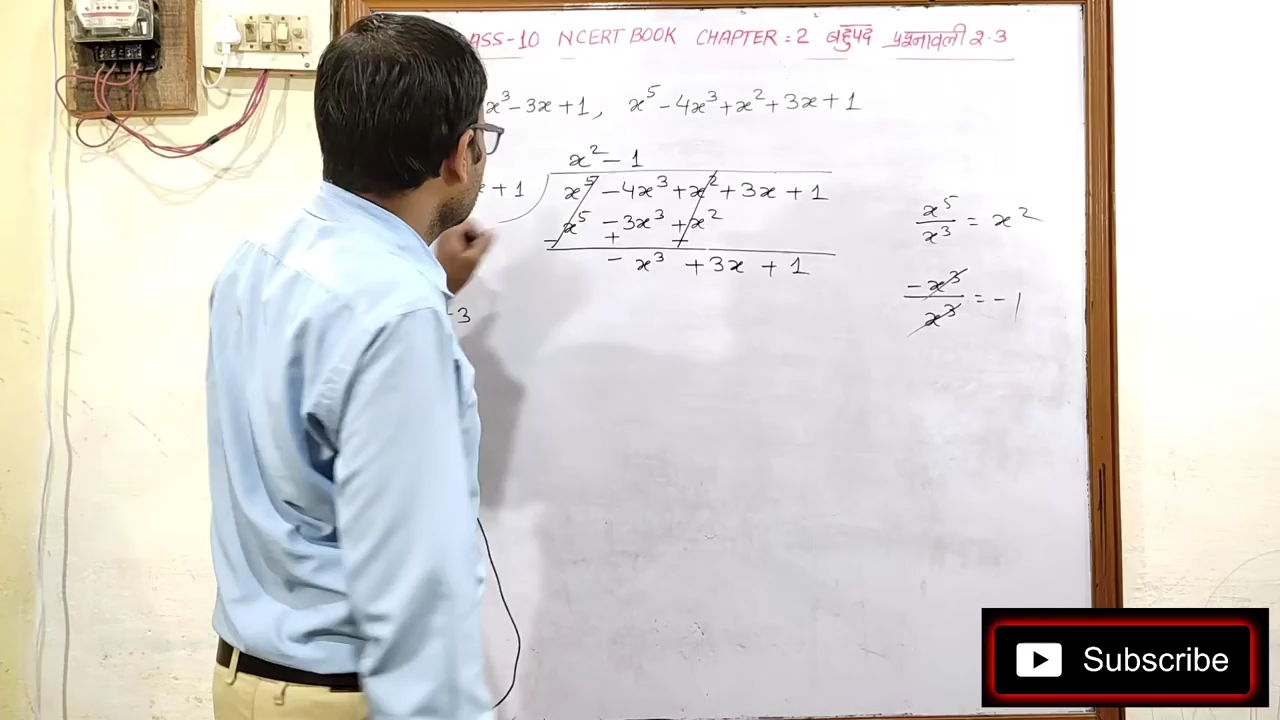 ASS-10 NCERT BOOK CHAPTER = 2 बहुपद प्रश्नावली 2.3
x³ - 3x + 1, x⁵ - 4x³ + x² + 3x + 1
x² - 1
x + 1 x⁵ - 4x³ + x² + 3x + 1
x⁵ - 3x³ + x²
- + -
- x³ + 3x + 1
x⁵/x³ = x²
-x³/x³ = -1
-3
Subscribe